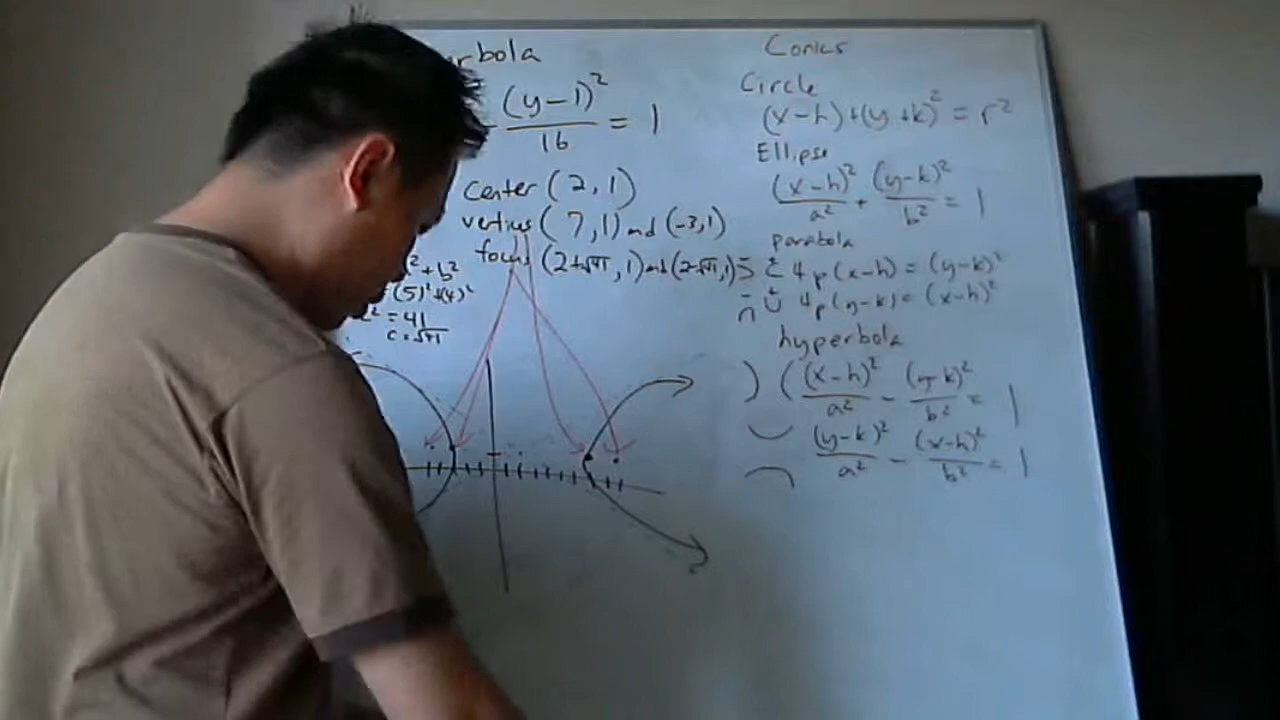 rbola
- (y-1)²/16 = 1
Center (2,1)
vertices (7,1) and (-3,1)
focus (2+√41, 1) and (2-√41, 1)
² + b²
(5)² + (4)²
² = 41
c = √41
Conics
Circle
(x-h)+(y+k)² = r²
Ellipse
(x-h)²/a² + (y-k)²/b² = 1
parabola
4p(x-h) = (y-k)²
4p(y-k) = (x-h)²
hyperbola
(x-h)²/a² - (y-k)²/b² = 1
(y-k)²/a² - (x-h)²/b² = 1